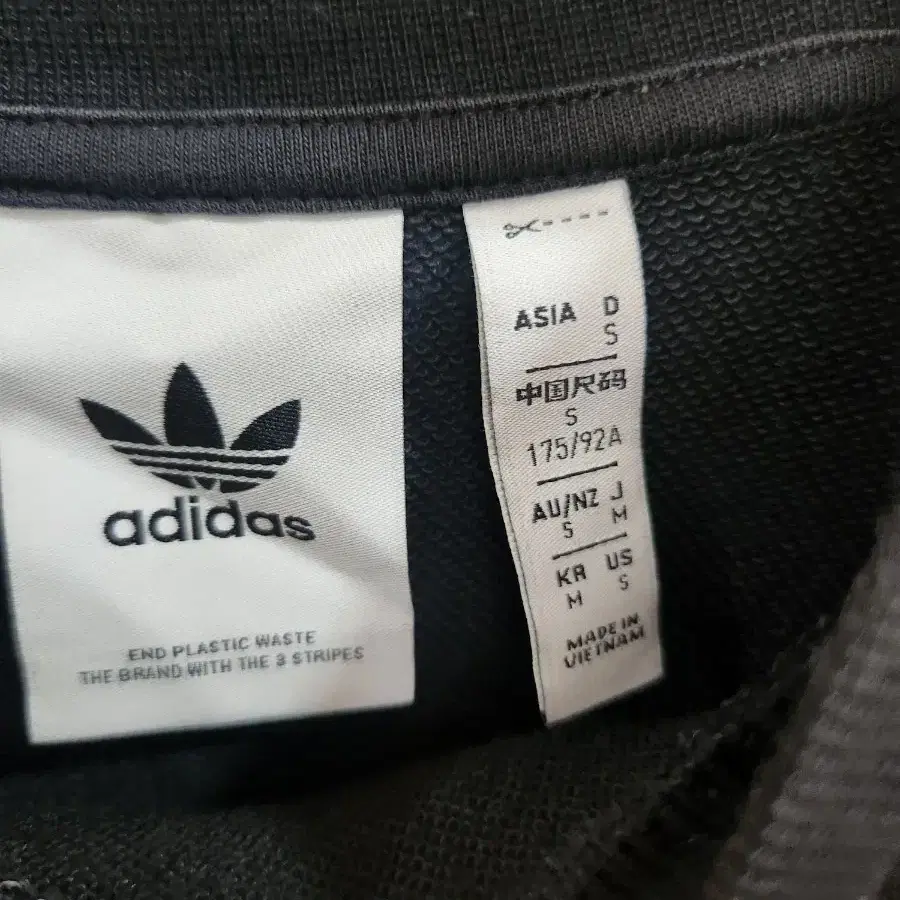 adidas
END PLASTIC WASTE
THE BRAND WITH THE 3 STRIPES
ASIA D
S
中国尺码
S
175/92A
AU/NZ J
S M
KR US
M S
MADE IN
VIETNAM